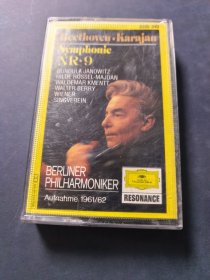 Beethoven · Karajan
Symphonie
NR·9
GUNDULA JANOWITZ
HILDE RÖSSEL-MAJDAN
WALDEMAR KMENTT
WALTER BERRY
WIENER
SINGVEREIN
BERLINER
PHILHARMONIKER
Aufnahme 1961/62
RESONANCE